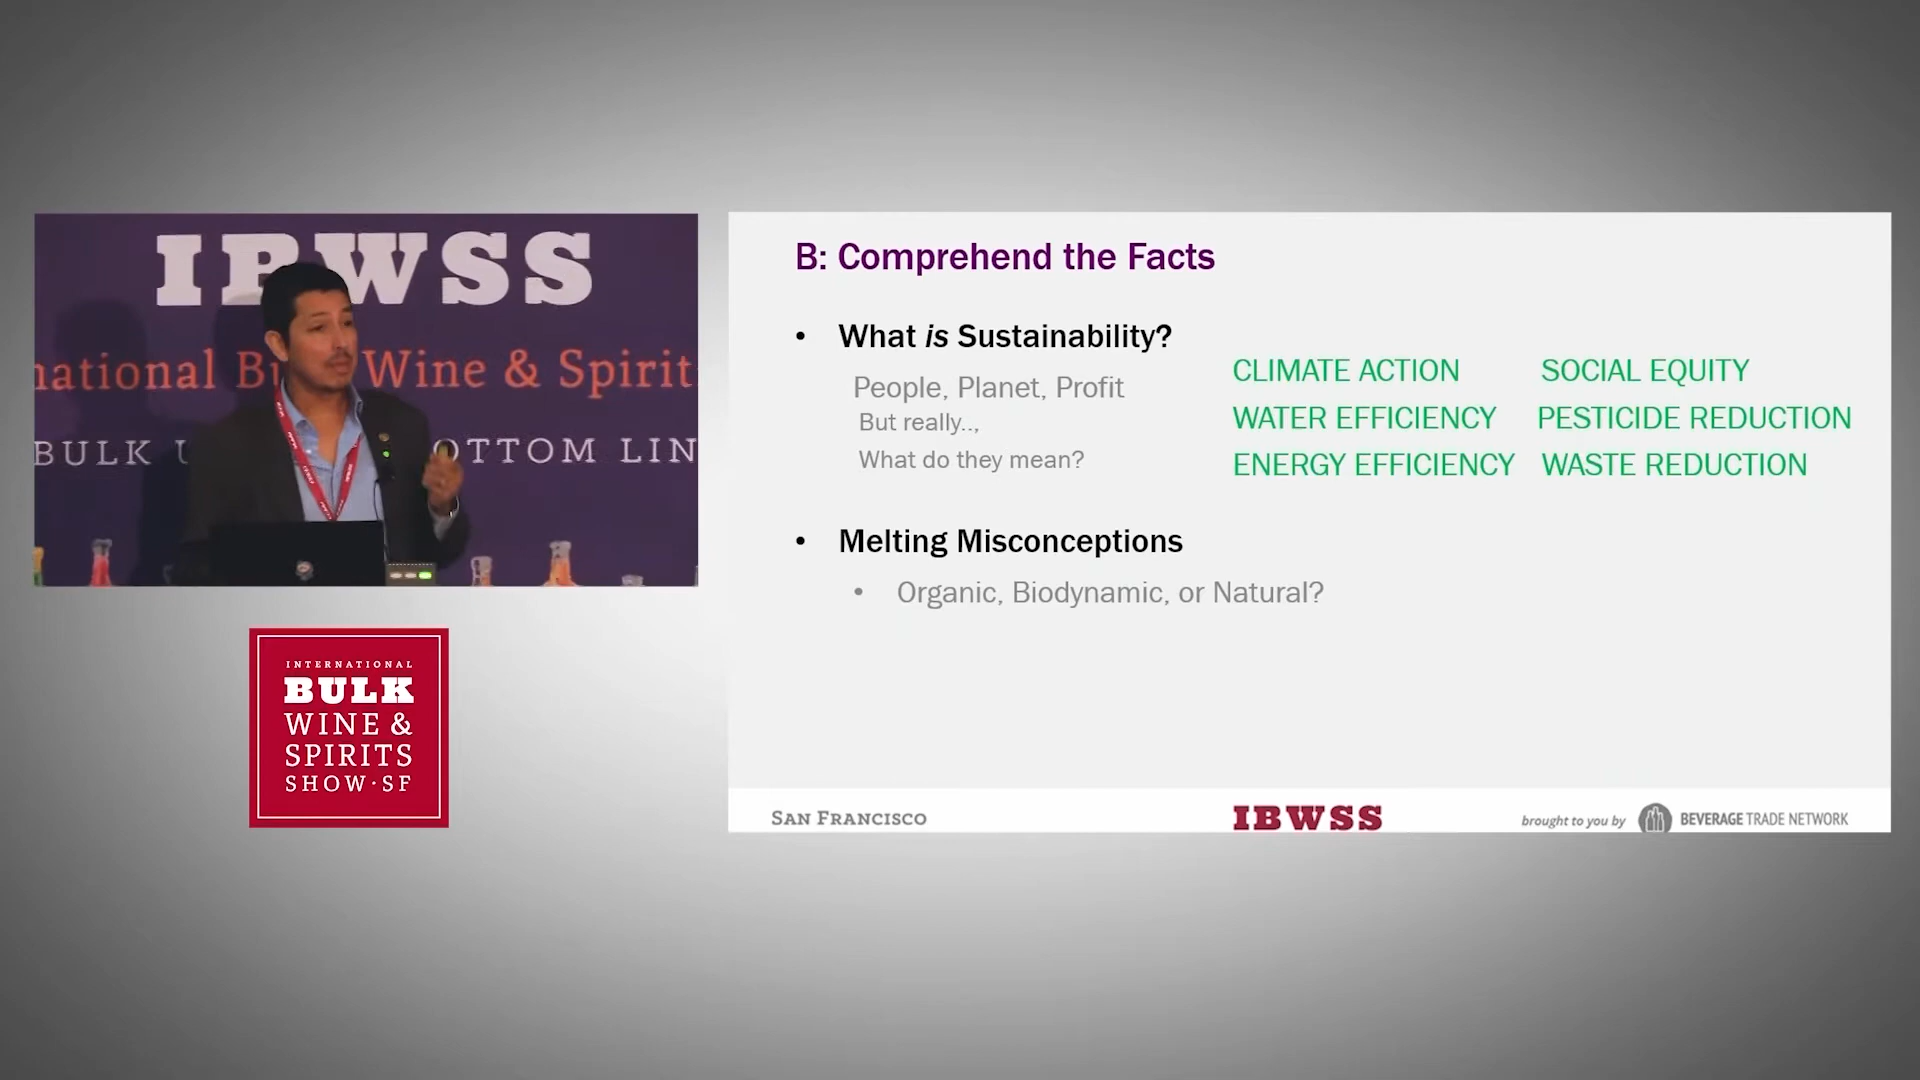 IBWSS
national Bulk Wine & Spirit
BULK U OTTOM LIN
INTERNATIONAL
BULK
WINE &
SPIRITS
SHOW·SF
B: Comprehend the Facts
• What is Sustainability?
People, Planet, Profit
But really..,
What do they mean?
CLIMATE ACTION SOCIAL EQUITY
WATER EFFICIENCY PESTICIDE REDUCTION
ENERGY EFFICIENCY WASTE REDUCTION
• Melting Misconceptions
• Organic, Biodynamic, or Natural?
SAN FRANCISCO
IBWSS
brought to you by
BEVERAGE TRADE NETWORK